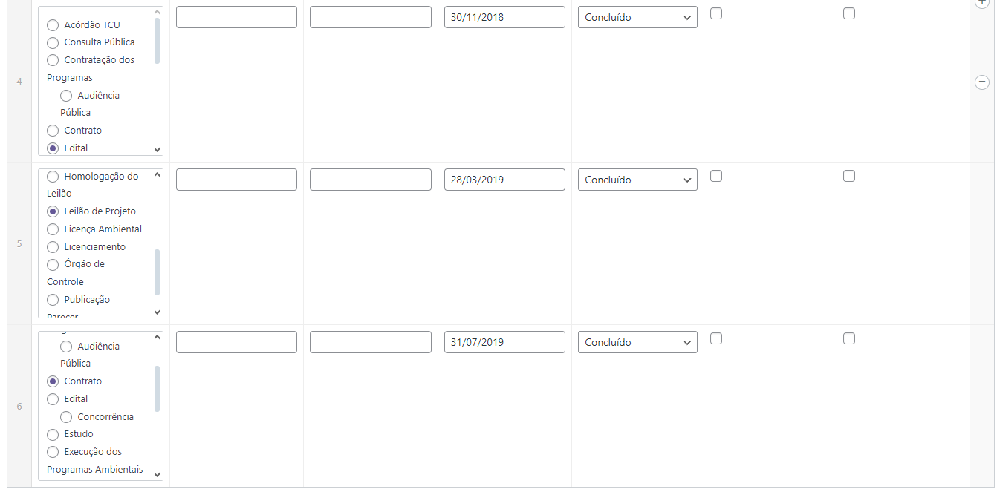 4
Acórdão TCU
Consulta Pública
Contratação dos
Programas
Audiência
Pública
Contrato
Edital
30/11/2018
Concluído
5
Homologação do
Leilão
Leilão de Projeto
Licença Ambiental
Licenciamento
Órgão de
Controle
Publicação
Parecer
28/03/2019
Concluído
6
Audiência
Pública
Contrato
Edital
Concorrência
Estudo
Execução dos
Programas Ambientais
31/07/2019
Concluído